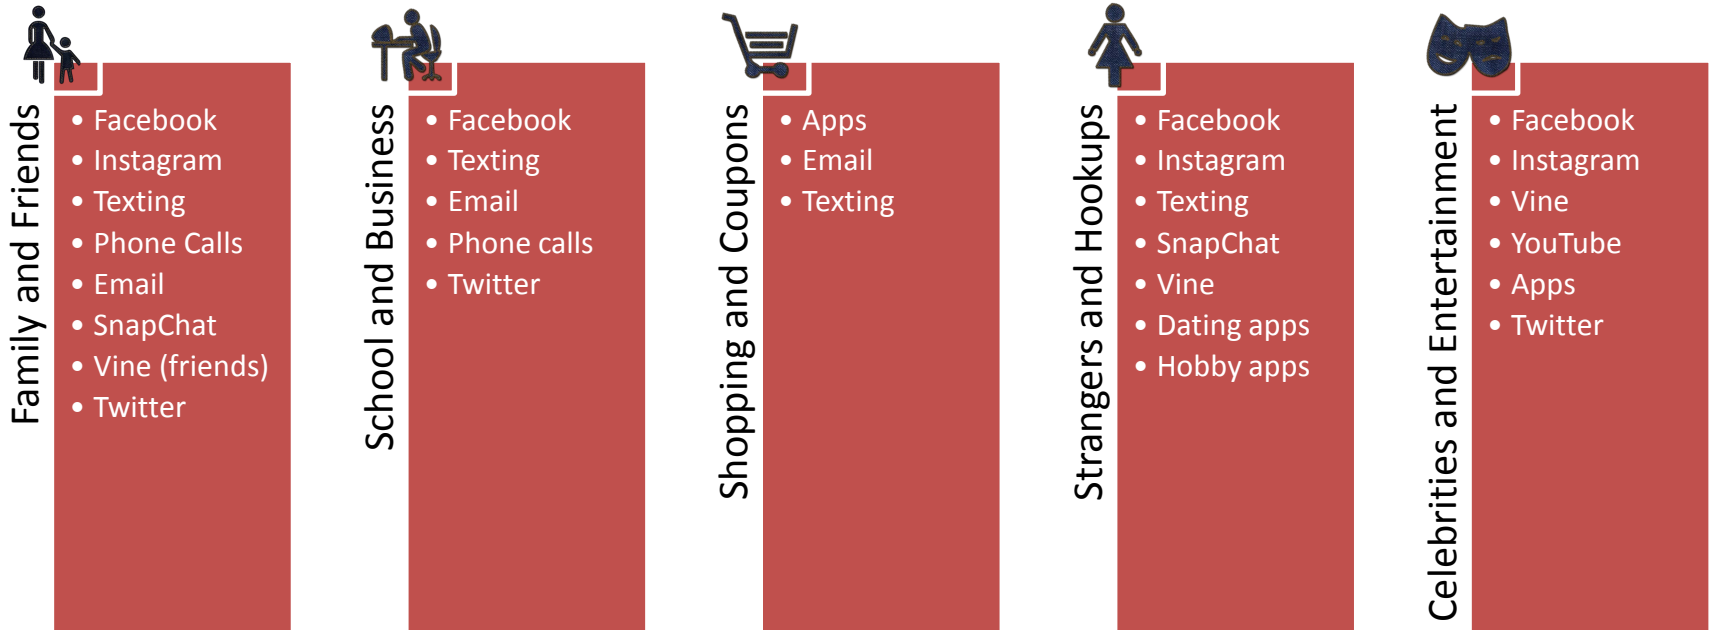 Family and Friends
• Facebook
• Instagram
• Texting
• Phone Calls
• Email
• SnapChat
• Vine (friends)
• Twitter
School and Business
• Facebook
• Texting
• Email
• Phone calls
• Twitter
Shopping and Coupons
• Apps
• Email
• Texting
Strangers and Hookups
• Facebook
• Instagram
• Texting
• SnapChat
• Vine
• Dating apps
• Hobby apps
Celebrities and Entertainment
• Facebook
• Instagram
• Vine
• YouTube
• Apps
• Twitter